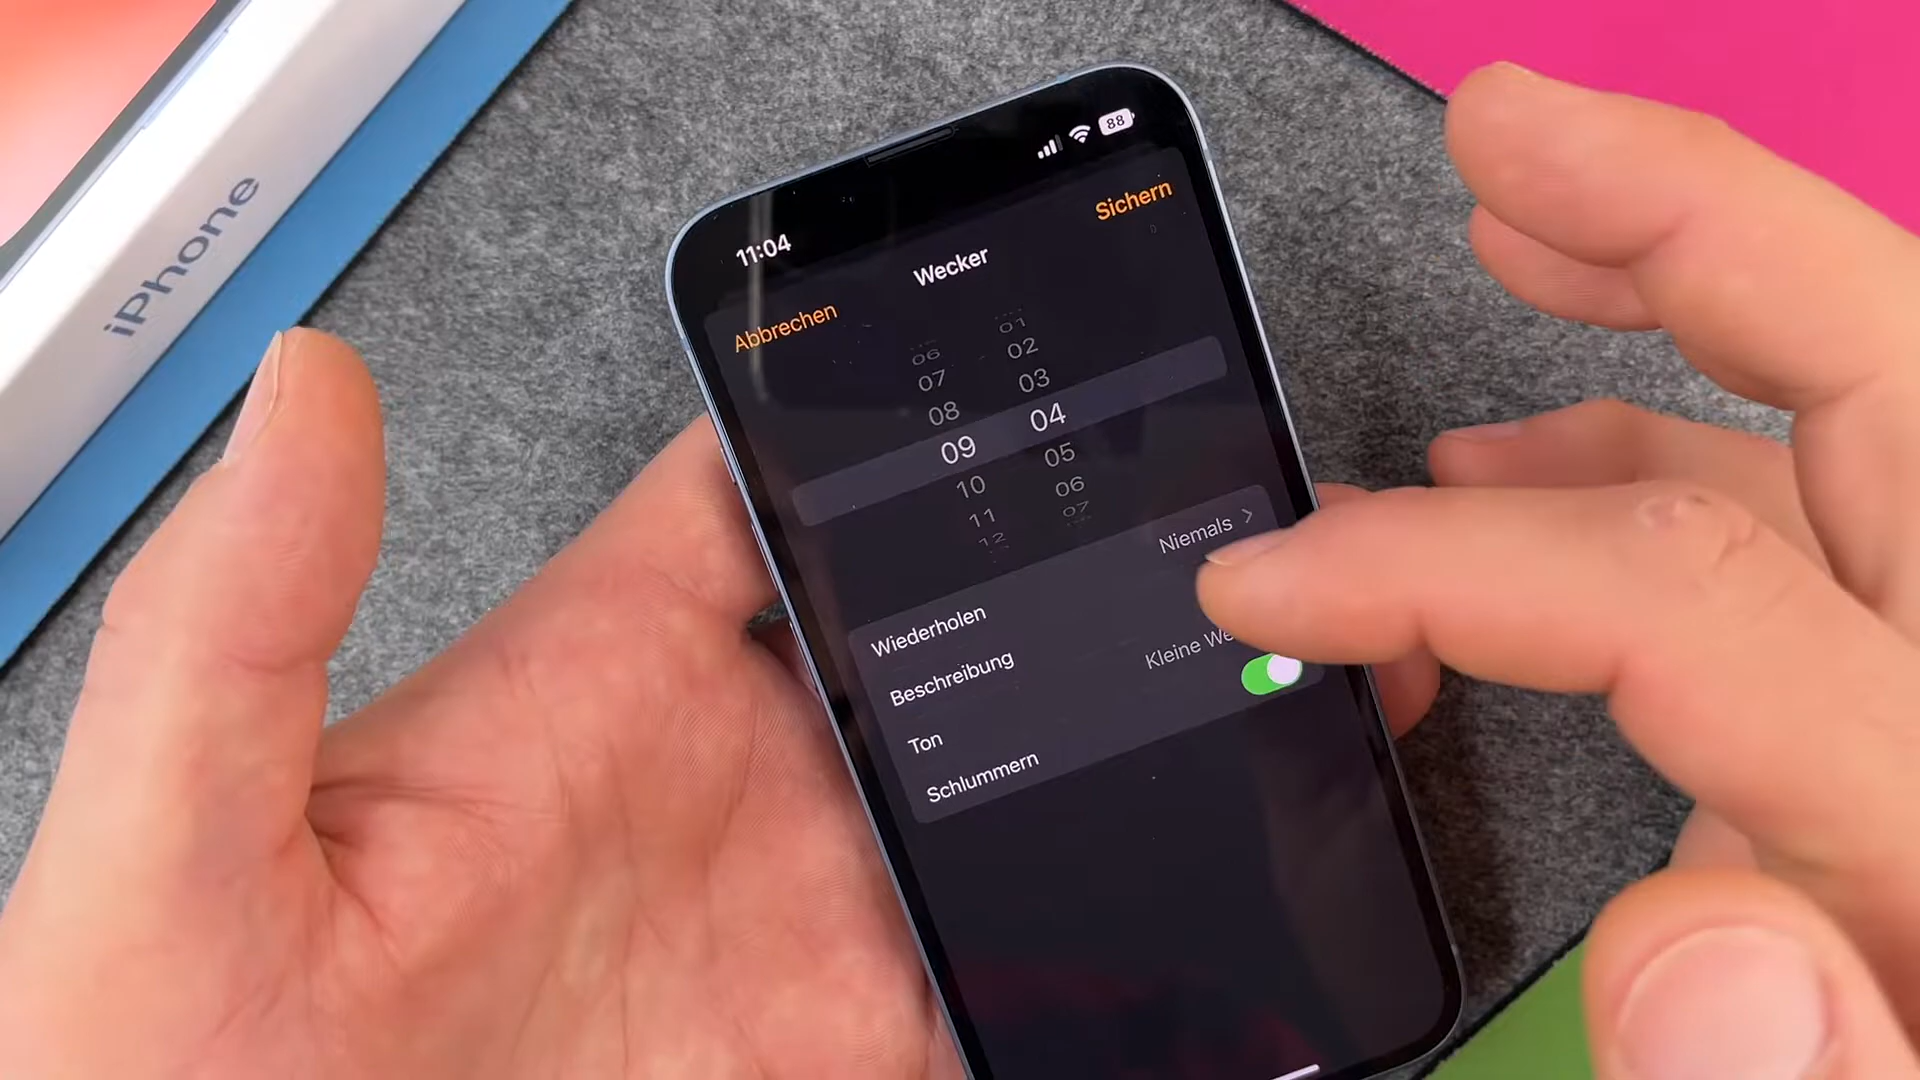 iPhone
11:04
88
Abbrechen
Wecker
Sichern
06 01
07 02
08 03
09 04
10 05
11 06
12 07
Wiederholen Niemals
Beschreibung
Ton Kleine
Schlummern